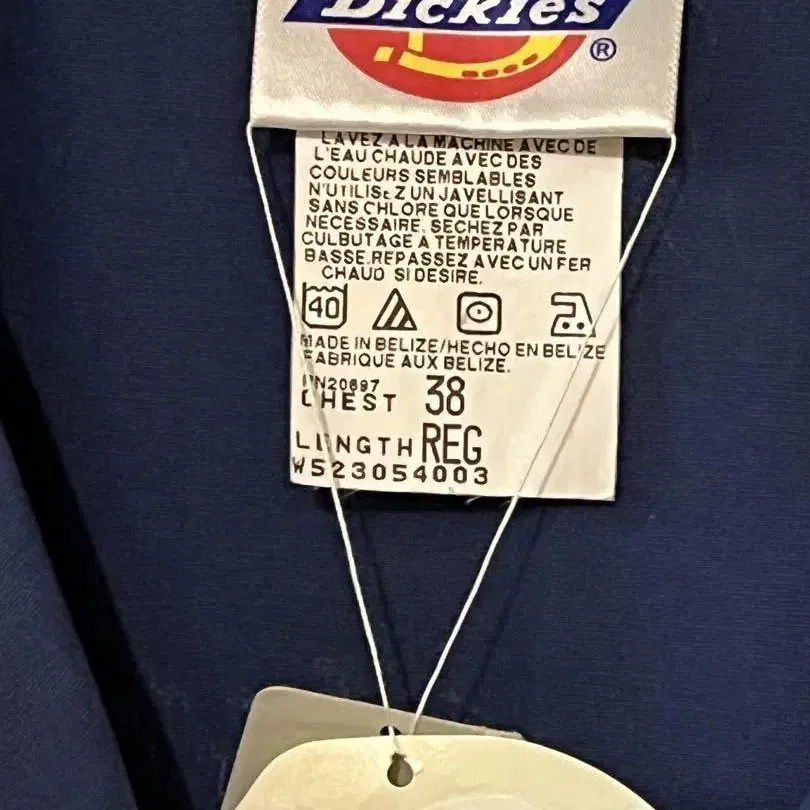 Dickies
®
LAVEZ A LA MACHINE AVEC DE
L'EAU CHAUDE AVEC DES
COULEURS SEMBLABLES
N'UTILISEZ UN JAVELLISANT
SANS CHLORE QUE LORSQUE
NECESSAIRE. SECHEZ PAR
CULBUTAGE A TEMPERATURE
BASSE. REPASSEZ AVEC UN FER
CHAUD SI DESIRE.
40
MADE IN BELIZE/HECHO EN BELIZE
FABRIQUE AUX BELIZE.
RN20697
CHEST 38
LENGTH REG
W523054003